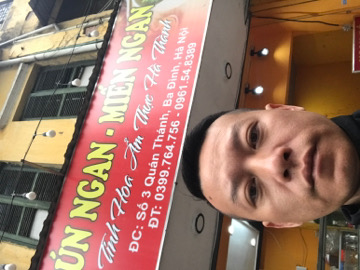 ÚN NGAN - MIẾN NGAN
Tinh Hoa Ẩm Thực Hà Thành
ĐC: Số 3 Quán Thánh, Ba Đình, Hà Nội
ĐT: 0399.764.756 - 0961.54.8389